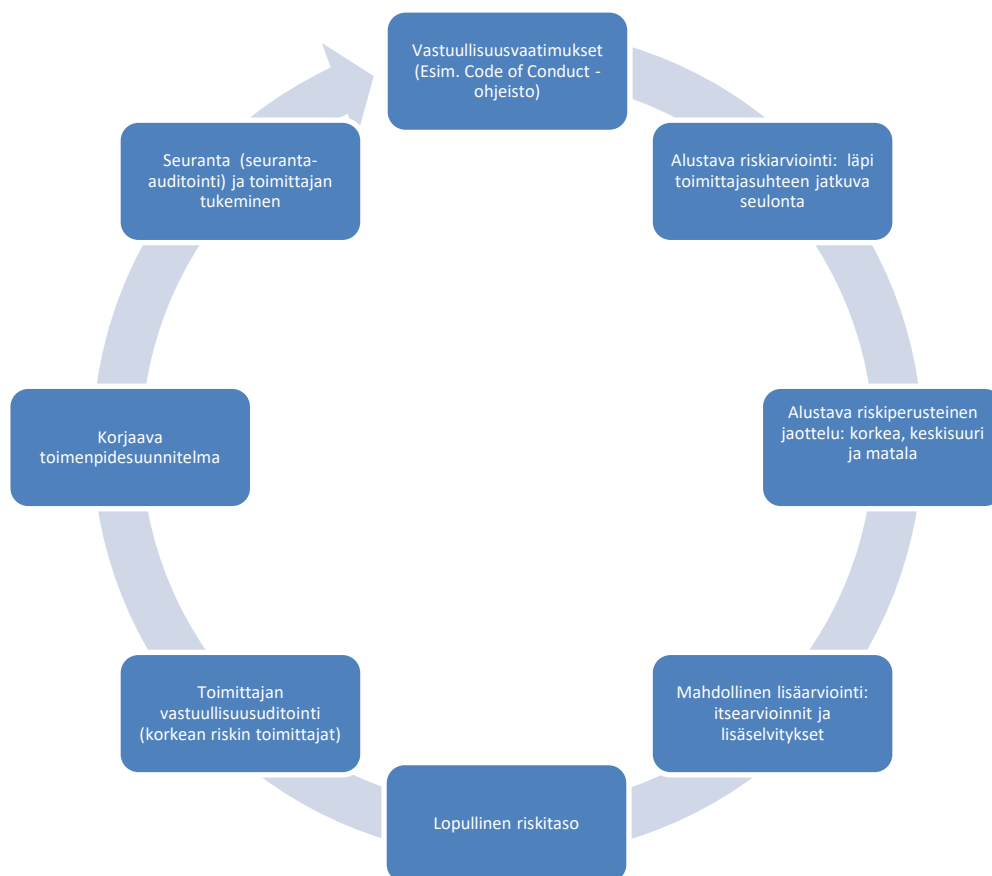 Vastuullisuusvaatimukset
(Esim. Code of Conduct -
ohjeisto)
Alustava riskiarviointi: läpi
toimittajasuhteen jatkuva
seulonta
Alustava riskiperusteinen
jaottelu: korkea, keskisuuri
ja matala
Mahdollinen lisäarviointi:
itsearvioinnit ja
lisäselvitykset
Lopullinen riskitaso
Toimittajan
vastuullisuusuditointi
(korkean riskin toimittajat)
Korjaava
toimenpidesuunnitelma
Seuranta (seuranta-
auditointi) ja toimittajan
tukeminen